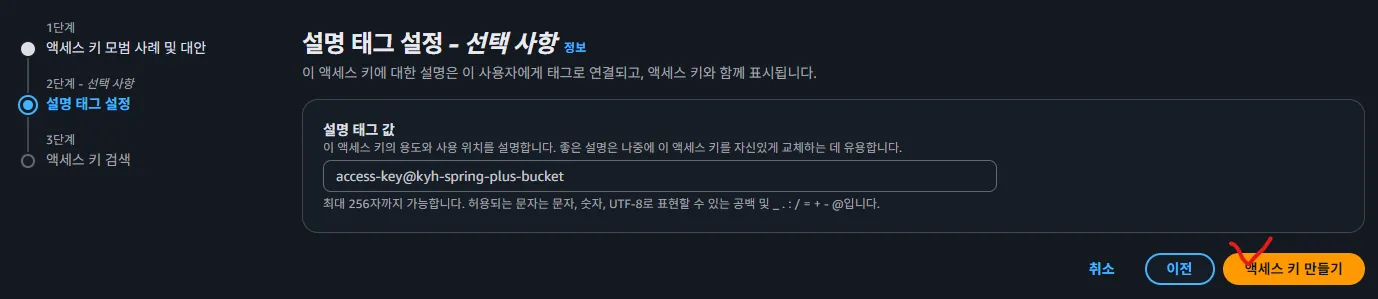 1단계
액세스 키 모범 사례 및 대안
2단계 - 선택 사항
설명 태그 설정
3단계
액세스 키 검색
설명 태그 설정 - 선택 사항 정보
이 액세스 키에 대한 설명은 이 사용자에게 태그로 연결되고, 액세스 키와 함께 표시됩니다.
설명 태그 값
이 액세스 키의 용도와 사용 위치를 설명합니다. 좋은 설명은 나중에 이 액세스 키를 자신있게 교체하는 데 유용합니다.
access-key@kyh-spring-plus-bucket
최대 256자까지 가능합니다. 허용되는 문자는 문자, 숫자, UTF-8로 표현할 수 있는 공백 및 _ . : / = + - @입니다.
취소 이전 액세스 키 만들기